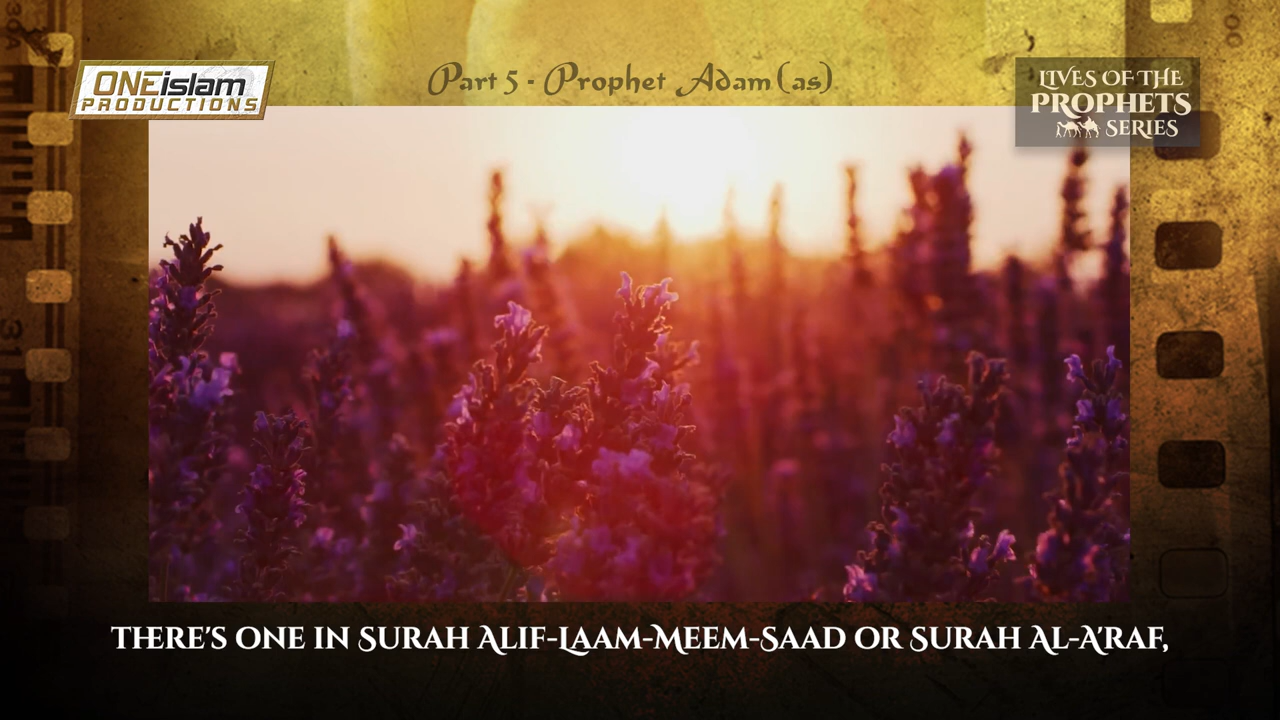 ONEislam
PRODUCTIONS
Part 5 - Prophet Adam (as)
LIVES OF THE
PROPHETS
SERIES
THERE'S ONE IN SURAH ALIF-LAAM-MEEM-SAAD OR SURAH AL-A'RAF,